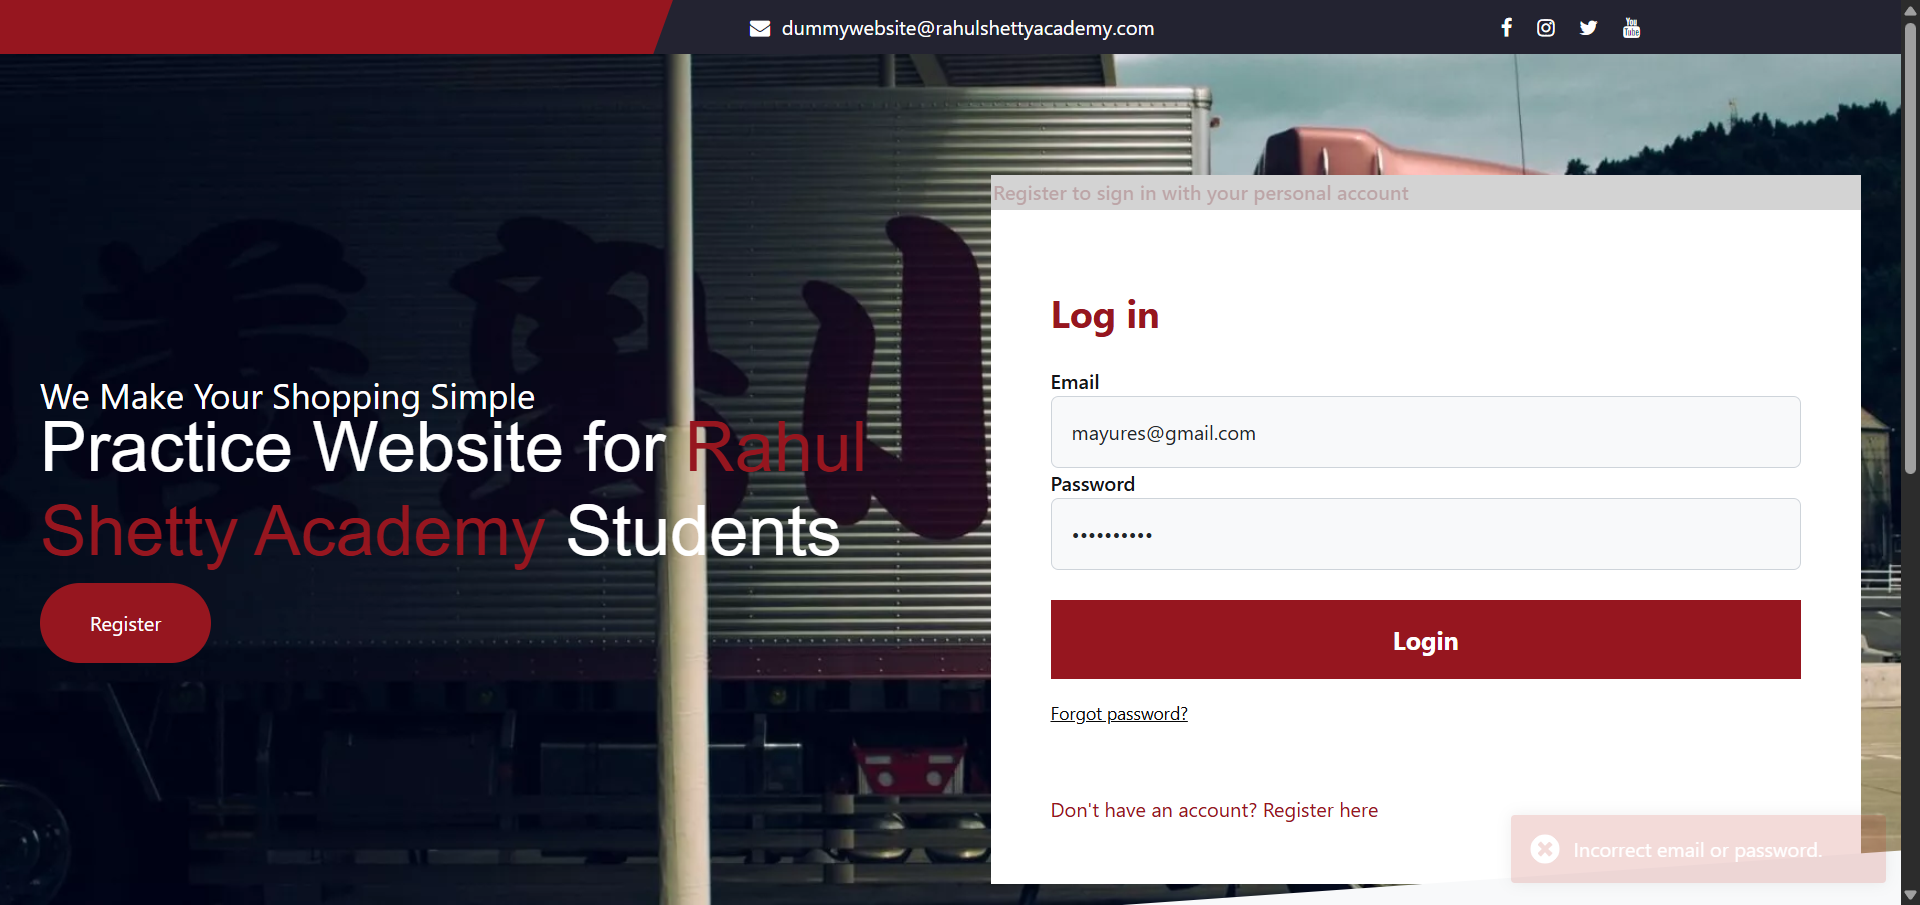 dummywebsite@rahulshettyacademy.com
Register to sign in with your personal account
We Make Your Shopping Simple
Practice Website for Rahul
Shetty Academy Students
Register
Log in
Email
mayures@gmail.com
Password
••••••••••
Login
Forgot password?
Don't have an account? Register here
Incorrect email or password.